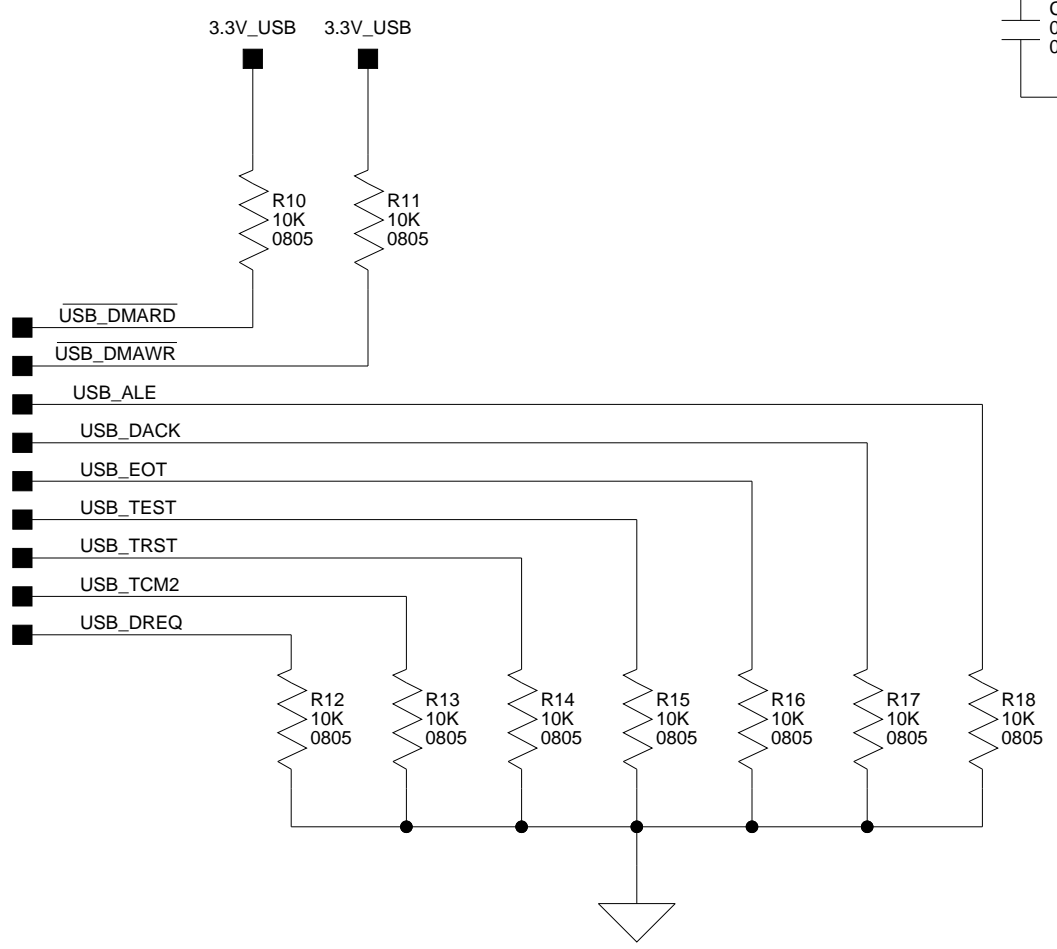 3.3V_USB 3.3V_USB
R10
10K
0805
R11
10K
0805
USB_DMARD
USB_DMAWR
USB_ALE
USB_DACK
USB_EOT
USB_TEST
USB_TRST
USB_TCM2
USB_DREQ
R12
10K
0805
R13
10K
0805
R14
10K
0805
R15
10K
0805
R16
10K
0805
R17
10K
0805
R18
10K
0805